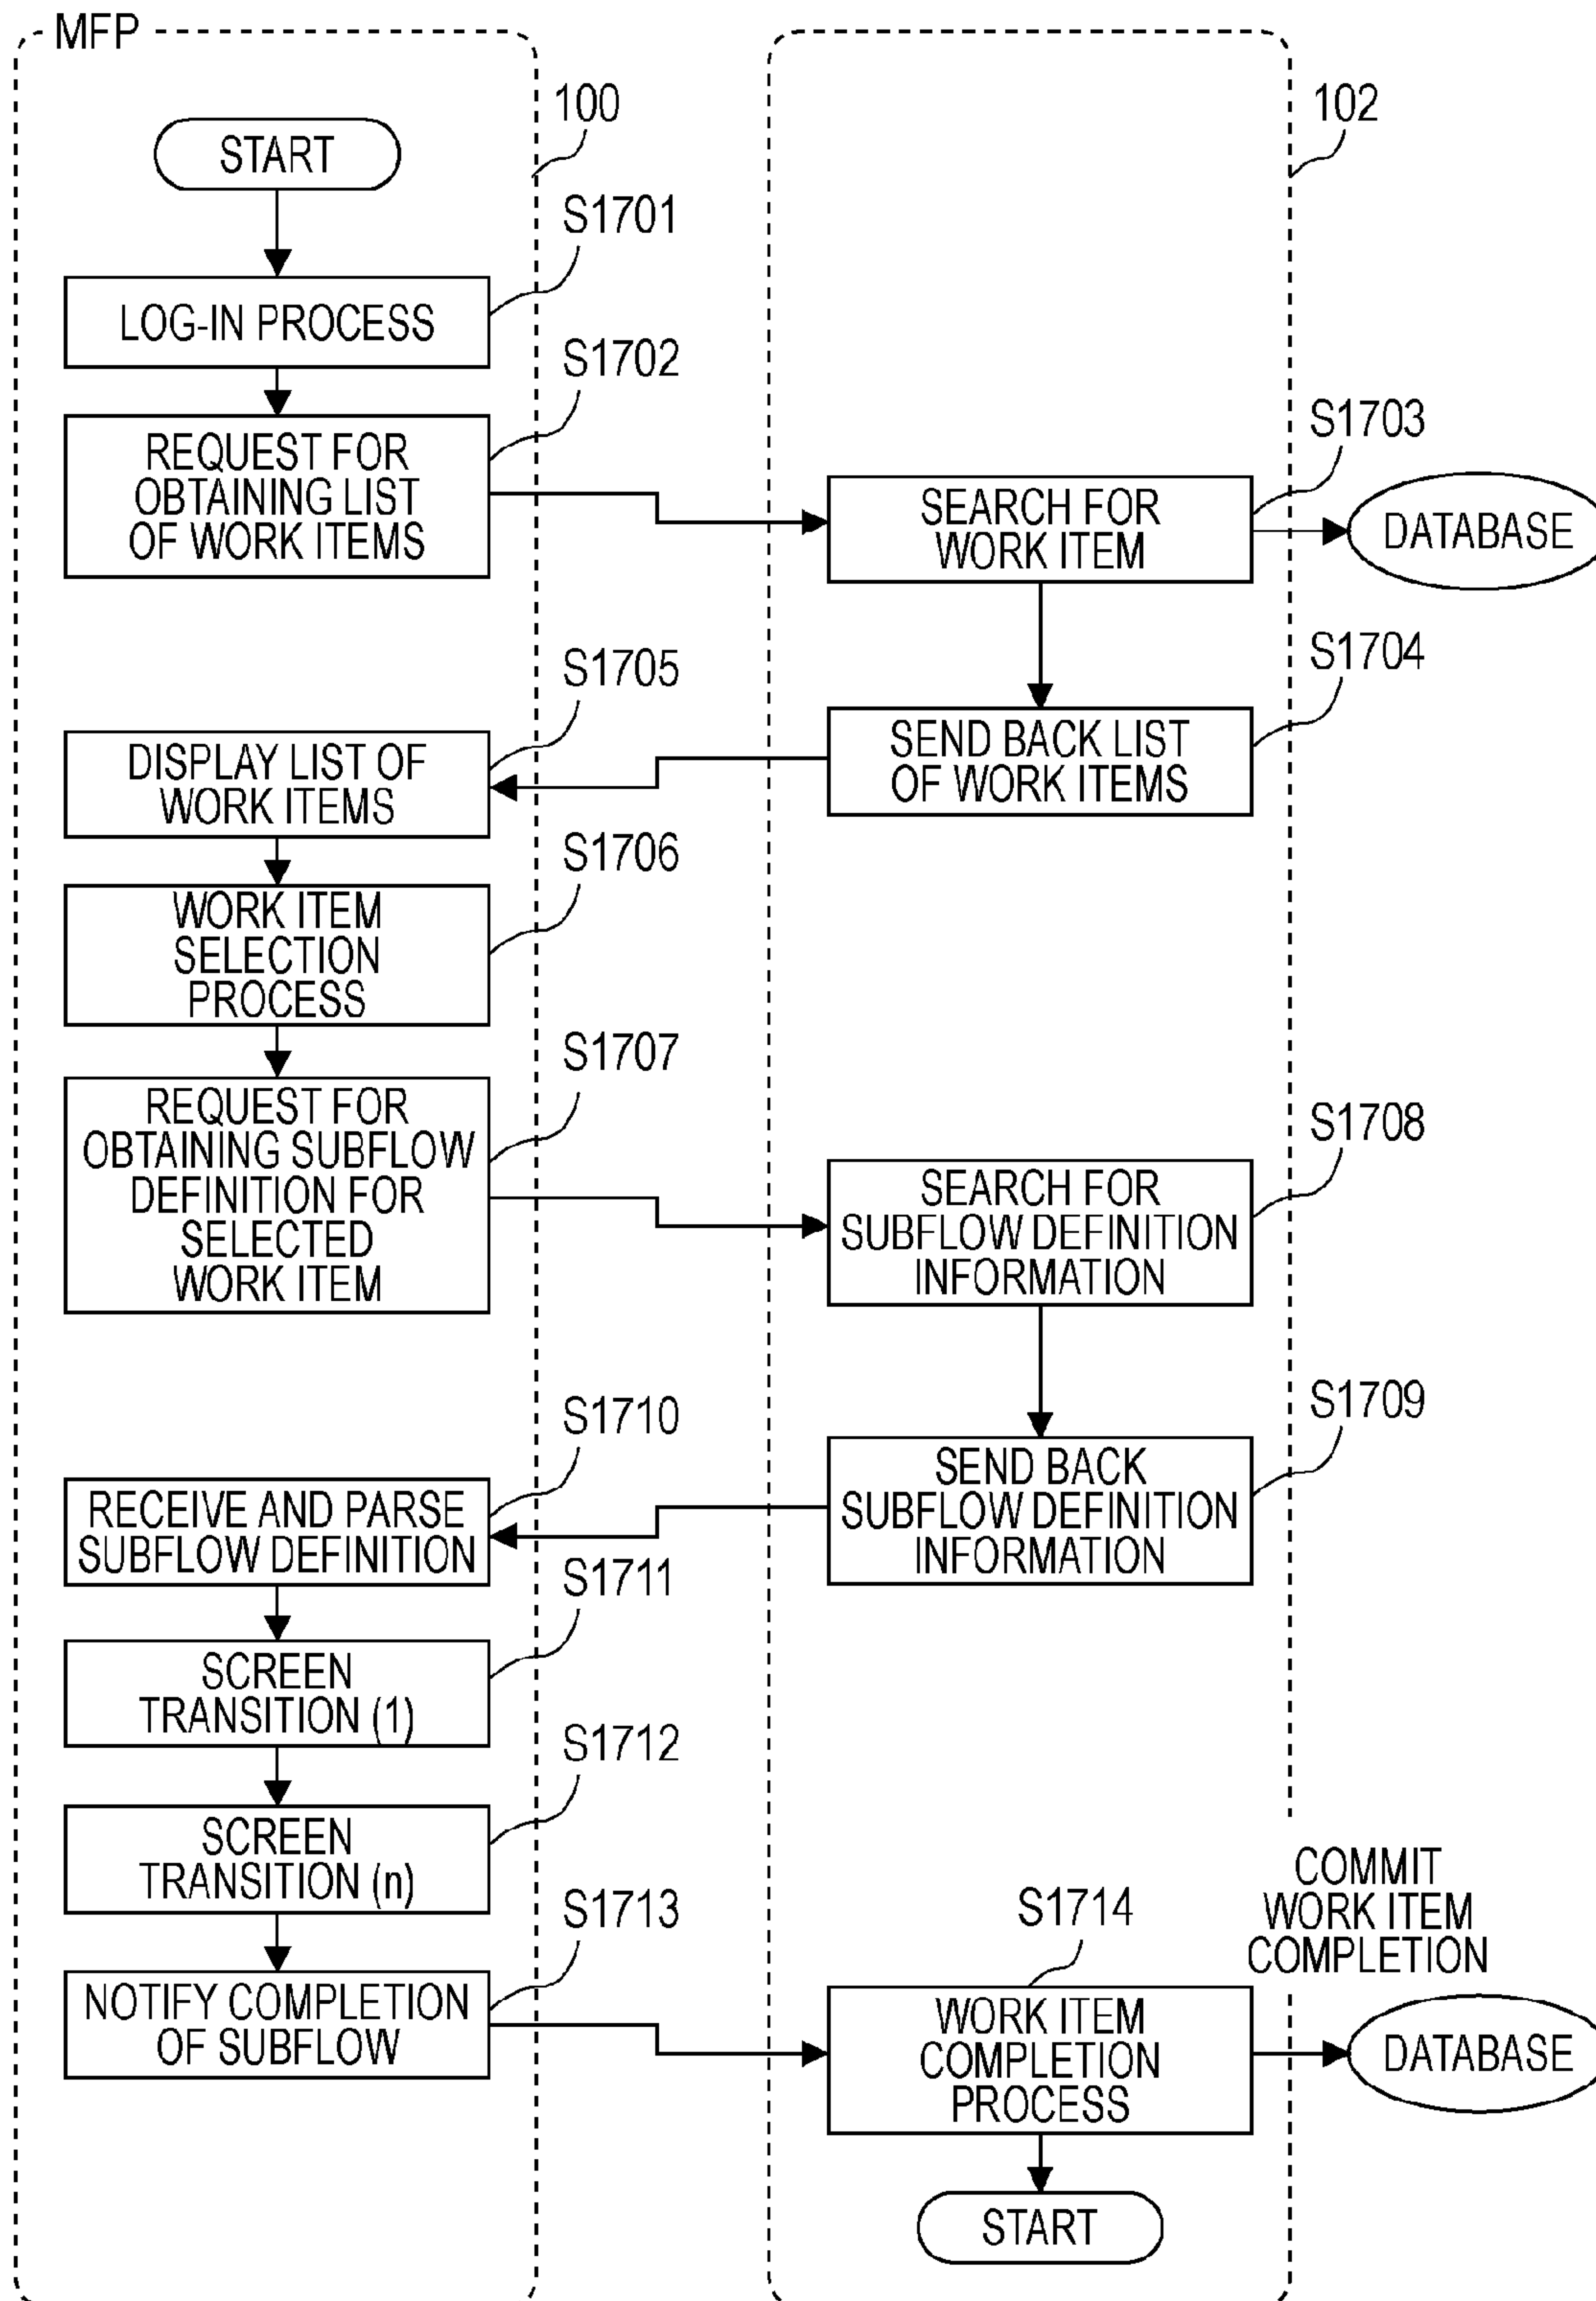 MFP
100
102
START
S1701
LOG-IN PROCESS
S1702
REQUEST FOR
OBTAINING LIST
OF WORK ITEMS
S1703
SEARCH FOR
WORK ITEM
DATABASE
S1704
SEND BACK LIST
OF WORK ITEMS
S1705
DISPLAY LIST OF
WORK ITEMS
S1706
WORK ITEM
SELECTION
PROCESS
S1707
REQUEST FOR
OBTAINING SUBFLOW
DEFINITION FOR
SELECTED
WORK ITEM
S1708
SEARCH FOR
SUBFLOW DEFINITION
INFORMATION
S1709
SEND BACK
SUBFLOW DEFINITION
INFORMATION
S1710
RECEIVE AND PARSE
SUBFLOW DEFINITION
S1711
SCREEN
TRANSITION (1)
S1712
SCREEN
TRANSITION (n)
S1713
NOTIFY COMPLETION
OF SUBFLOW
S1714
WORK ITEM
COMPLETION
PROCESS
COMMIT
WORK ITEM
COMPLETION
DATABASE
START